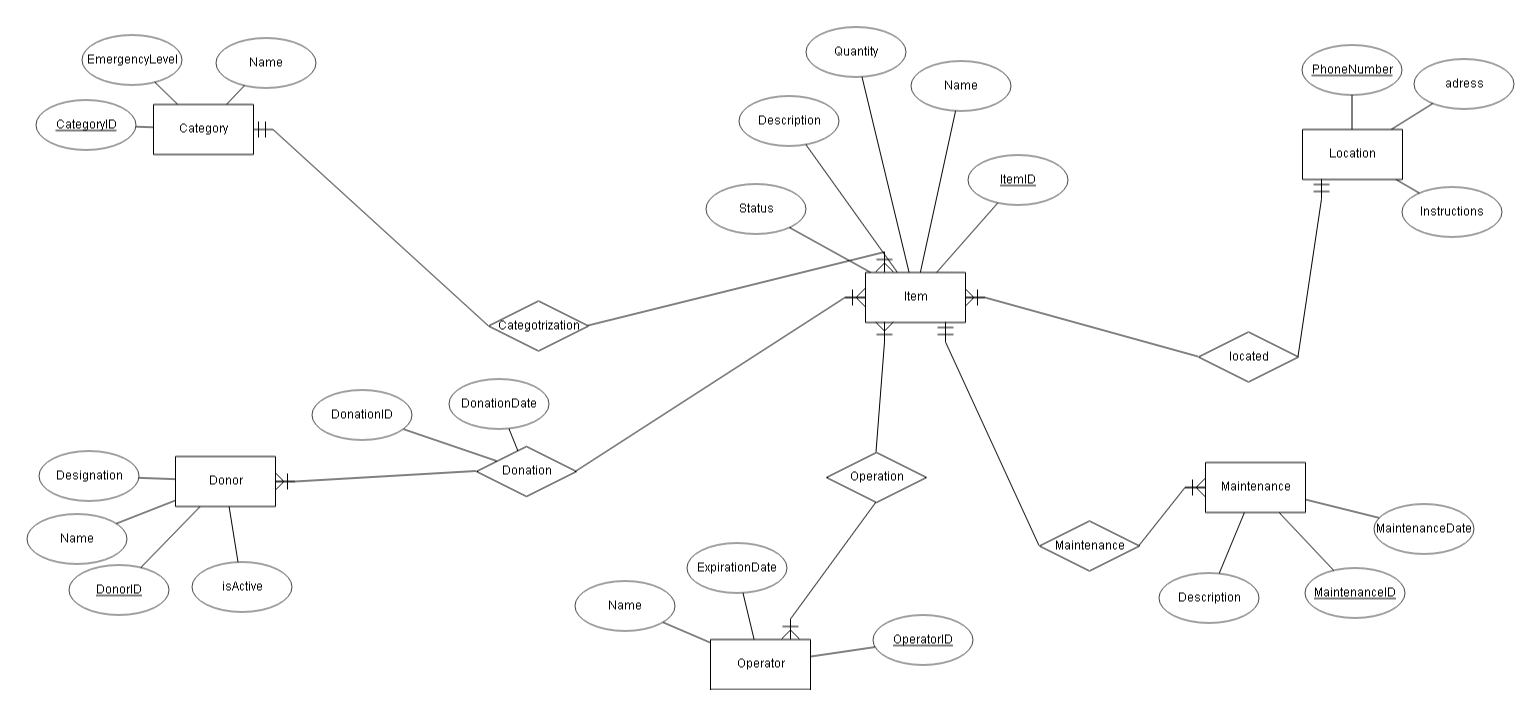 EmergencyLevel
Name
CategoryID
Category
Quantity
Name
Description
ItemID
Status
Item
PhoneNumber
adress
Location
Instructions
Categotrization
located
DonationID
DonationDate
Donation
Designation
Donor
Name
DonorID
isActive
Operation
ExpirationDate
Name
OperatorID
Operator
Maintenance
Maintenance
MaintenanceDate
Description
MaintenanceID